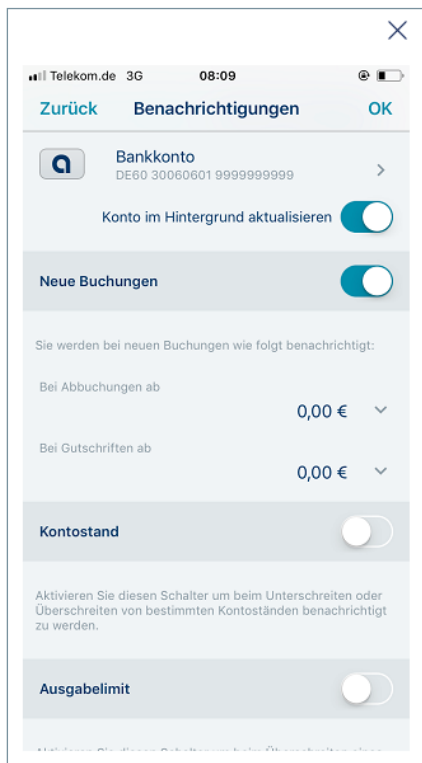 Telekom.de 3G 08:09
Zurück Benachrichtigungen OK
Bankkonto
DE60 30060601 9999999999
Konto im Hintergrund aktualisieren
Neue Buchungen
Sie werden bei neuen Buchungen wie folgt benachrichtigt:
Bei Abbuchungen ab
0,00 €
Bei Gutschriften ab
0,00 €
Kontostand
Aktivieren Sie diesen Schalter um beim Unterschreiten oder
Überschreiten von bestimmten Kontoständen benachrichtigt
zu werden.
Ausgabelimit